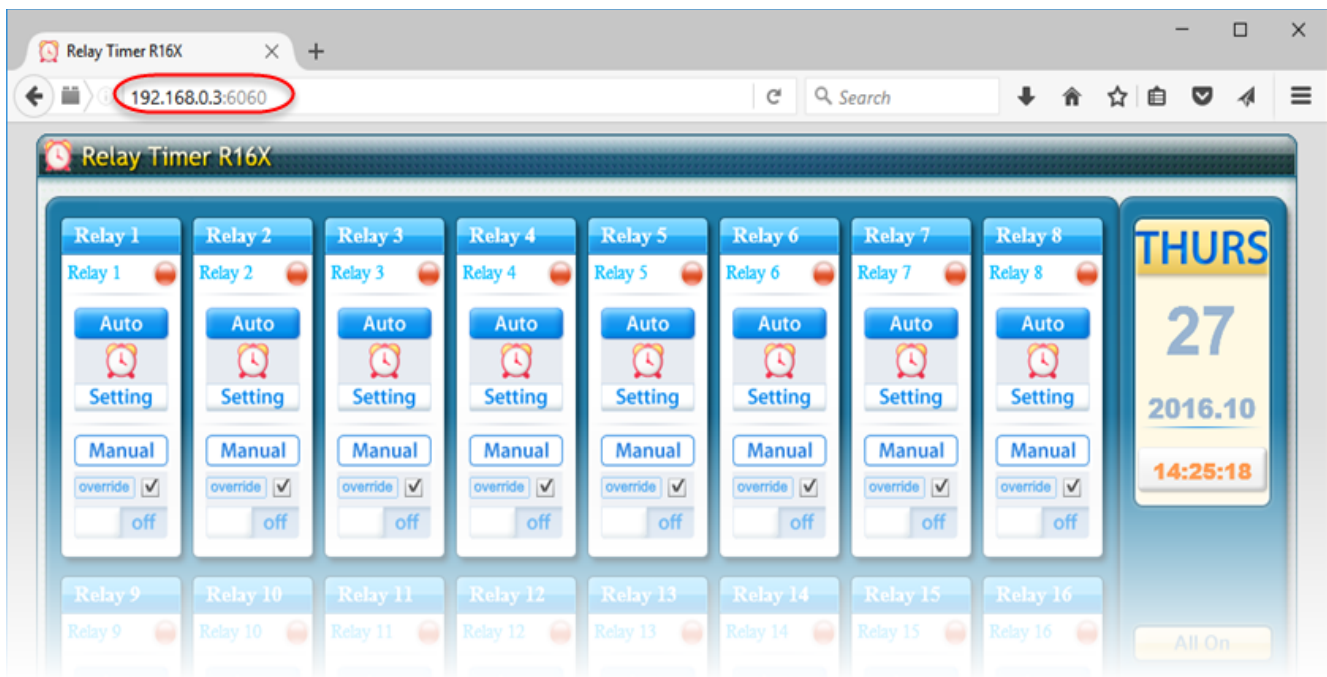 Relay Timer R16X
192.168.0.3:6060 Search
Relay Timer R16X
Relay 1 Relay 2 Relay 3 Relay 4 Relay 5 Relay 6 Relay 7 Relay 8 THURS
Relay 1 Relay 2 Relay 3 Relay 4 Relay 5 Relay 6 Relay 7 Relay 8
Auto Auto Auto Auto Auto Auto Auto Auto 27
Setting Setting Setting Setting Setting Setting Setting Setting 2016.10
Manual Manual Manual Manual Manual Manual Manual Manual 14:25:18
override override override override override override override override
off off off off off off off off
Relay 9 Relay 10 Relay 11 Relay 12 Relay 13 Relay 14 Relay 15 Relay 16
Relay 9 Relay 10 Relay 11 Relay 12 Relay 13 Relay 14 Relay 15 Relay 16 All On